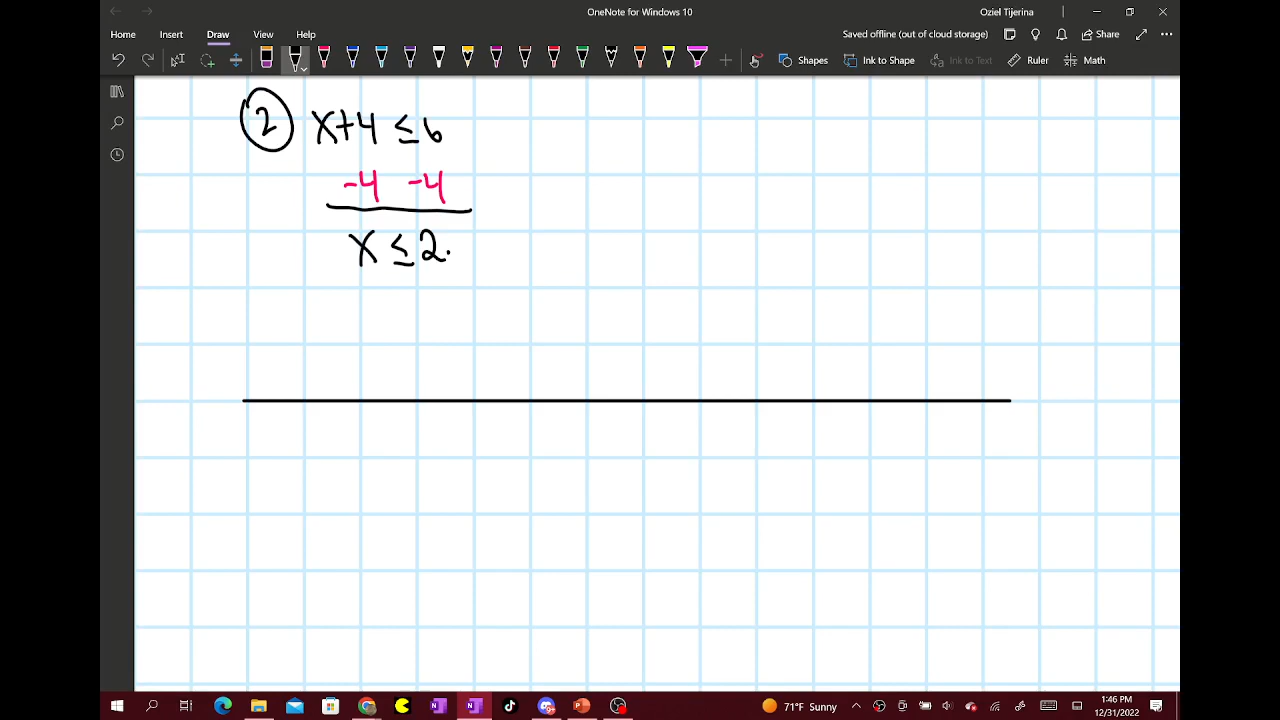 OneNote for Windows 10
Oziel Tijerina
Home Insert Draw View Help
Saved offline (out of cloud storage)
Share
Shapes Ink to Shape Ink to Text Ruler Math
2 x+4 ≤ 6
-4 -4
x ≤ 2.
71°F Sunny
1:46 PM
12/31/2022